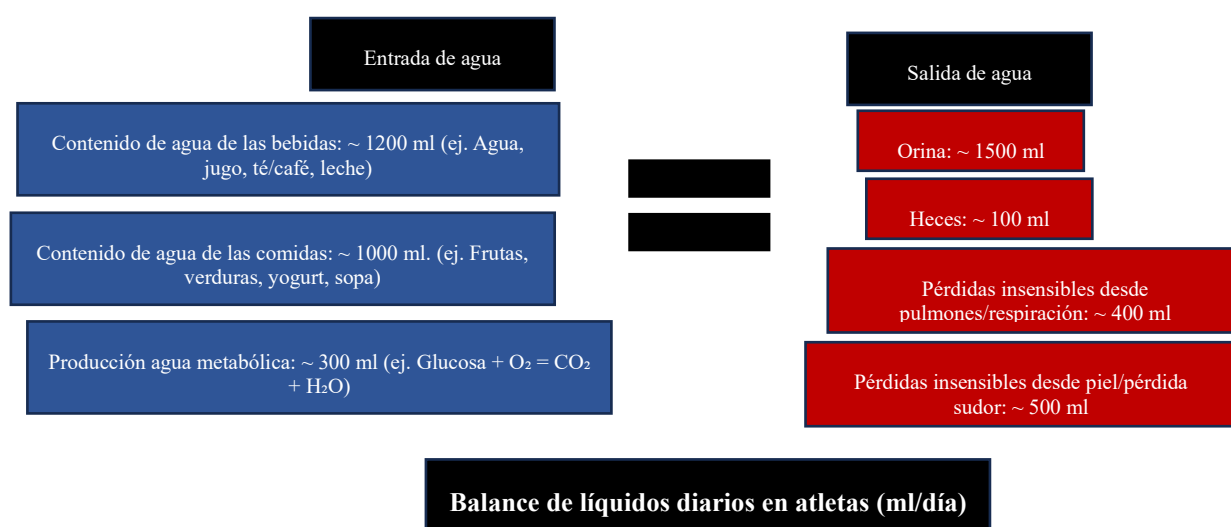 Entrada de agua
Contenido de agua de las bebidas: ~ 1200 ml (ej. Agua,
jugo, té/café, leche)
Contenido de agua de las comidas: ~ 1000 ml. (ej. Frutas,
verduras, yogurt, sopa)
Producción agua metabólica: ~ 300 ml (ej. Glucosa + O₂ = CO₂
+ H₂O)
Salida de agua
Orina: ~ 1500 ml
Heces: ~ 100 ml
Pérdidas insensibles desde
pulmones/respiración: ~ 400 ml
Pérdidas insensibles desde piel/pérdida
sudor: ~ 500 ml
Balance de líquidos diarios en atletas (ml/día)